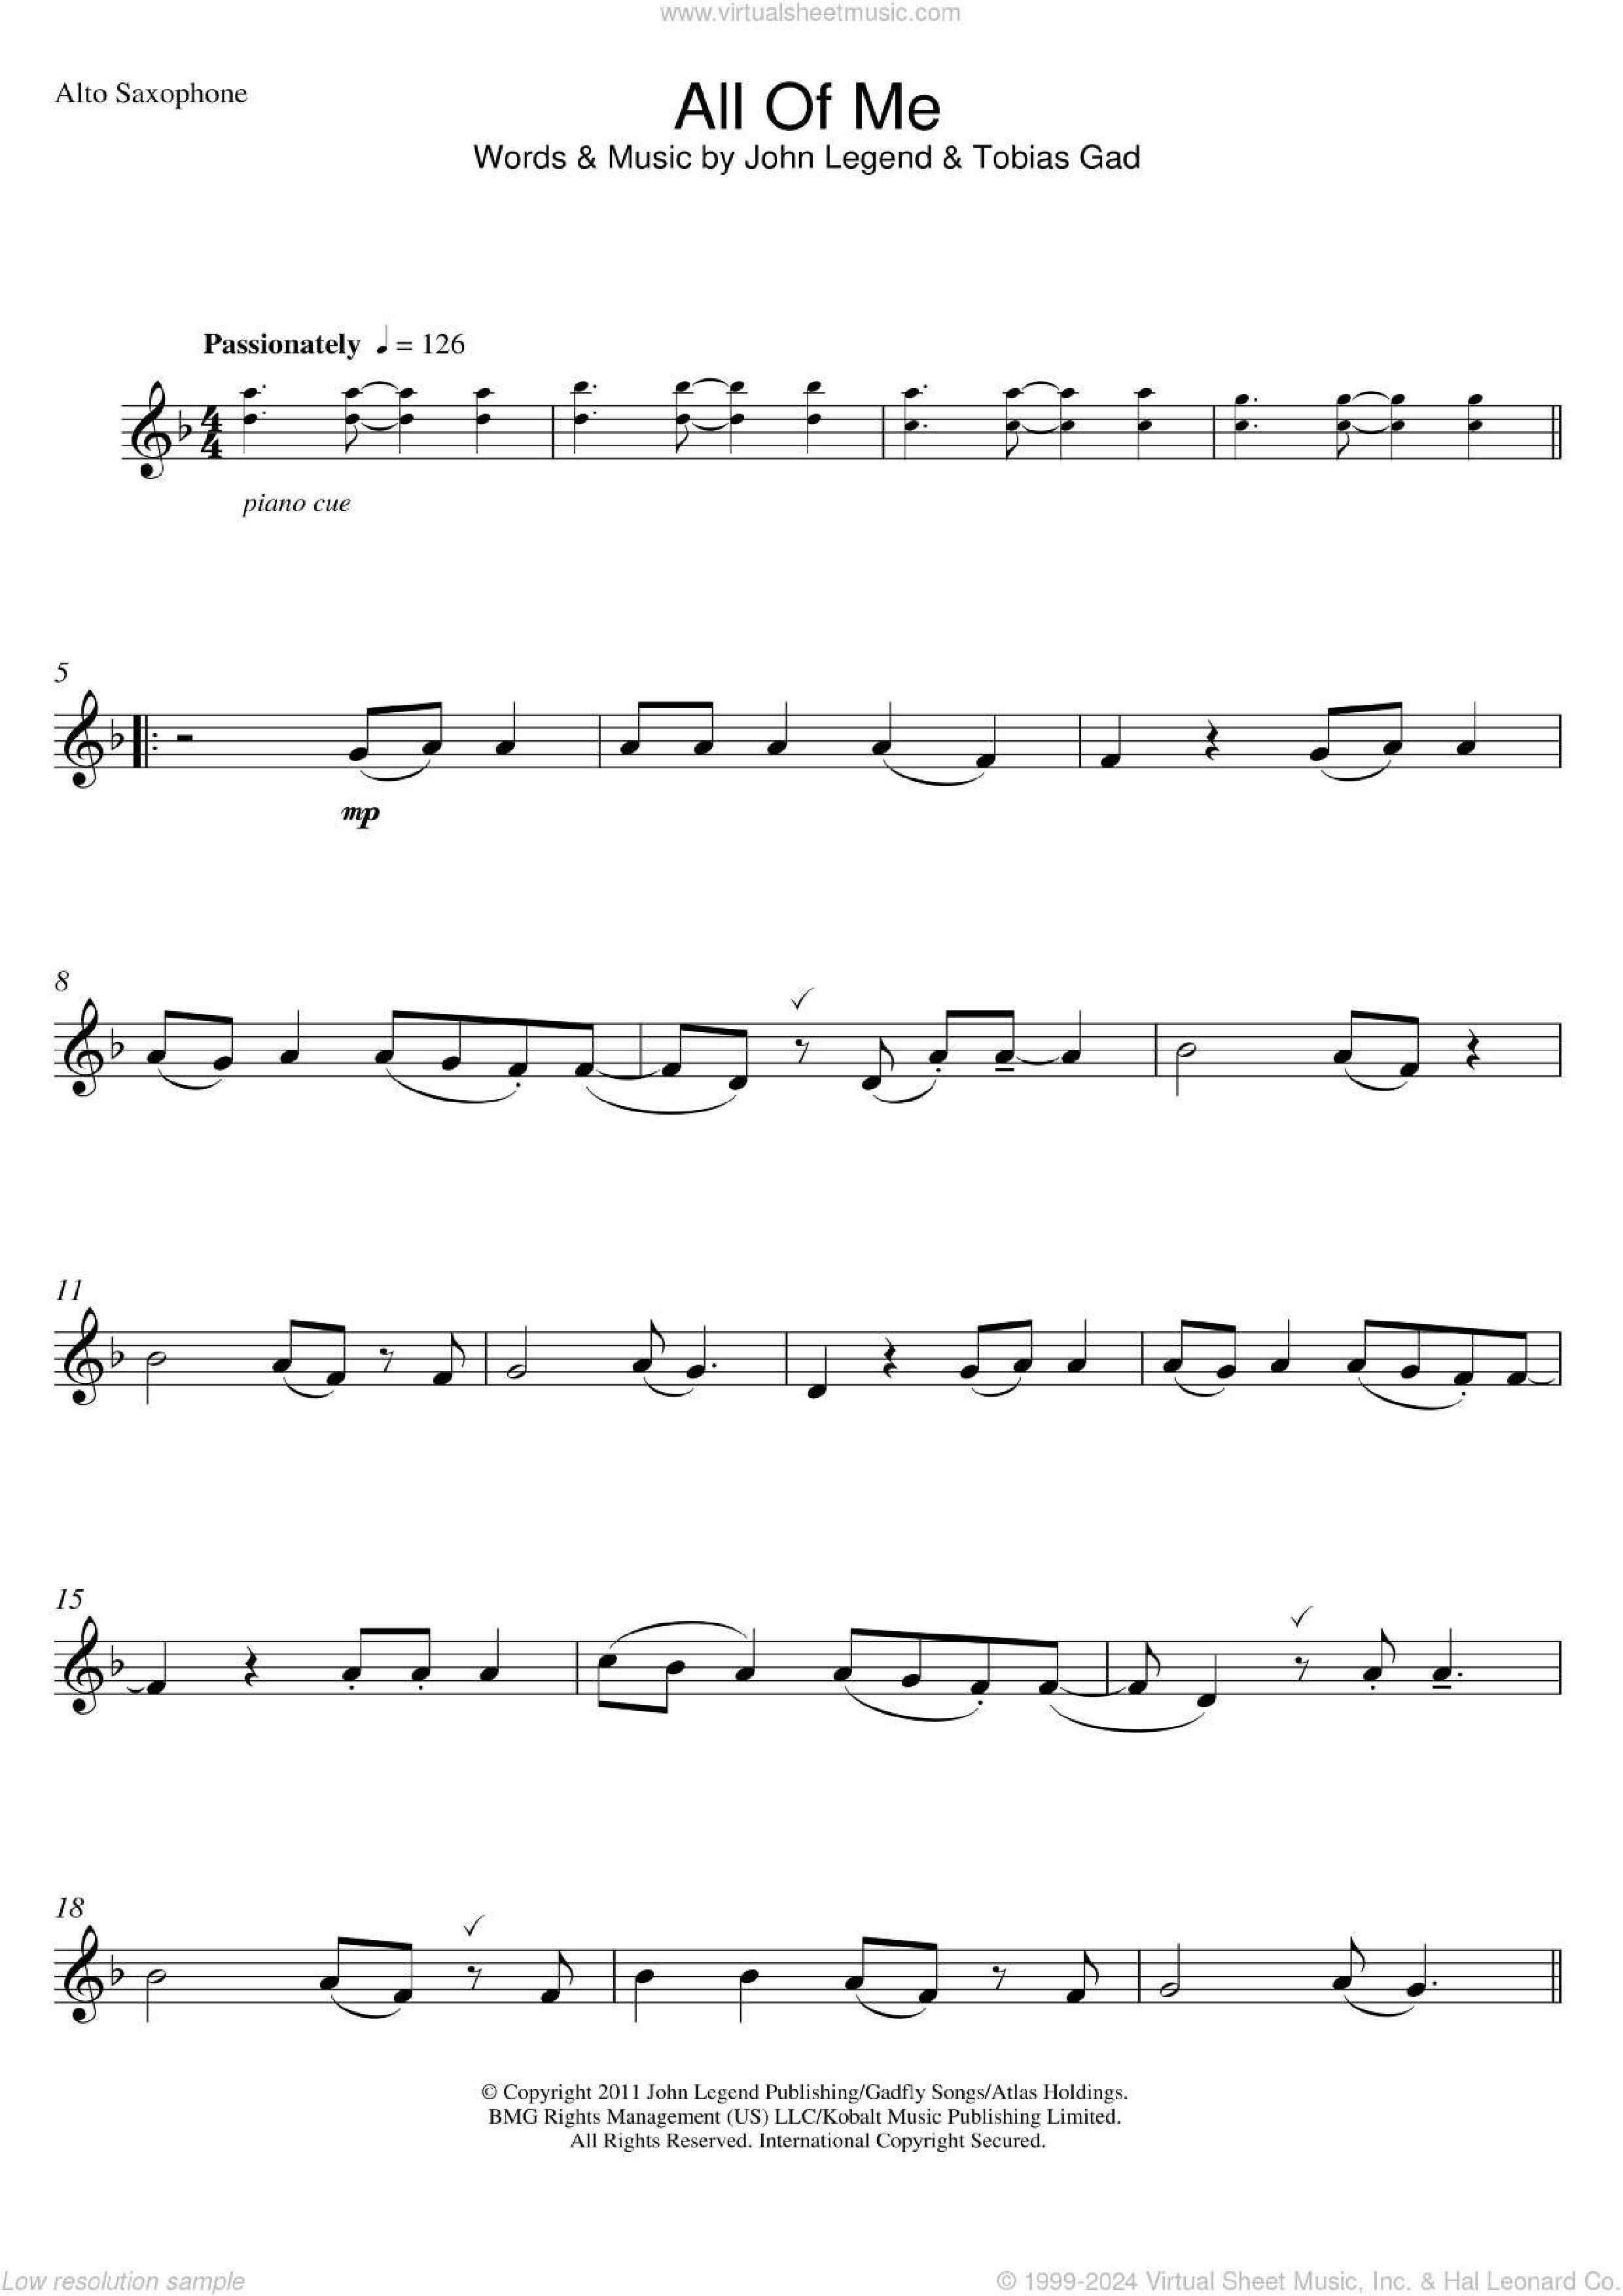 www.virtualsheetmusic.com
Alto Saxophone
All Of Me
Words & Music by John Legend & Tobias Gad
Passionately ♩ = 126
4
4
piano cue
5
mp
8
11
15
18
© Copyright 2011 John Legend Publishing/Gadfly Songs/Atlas Holdings.
BMG Rights Management (US) LLC/Kobalt Music Publishing Limited.
All Rights Reserved. International Copyright Secured.
Low resolution sample
© 1999-2024 Virtual Sheet Music, Inc. & Hal Leonard Co.